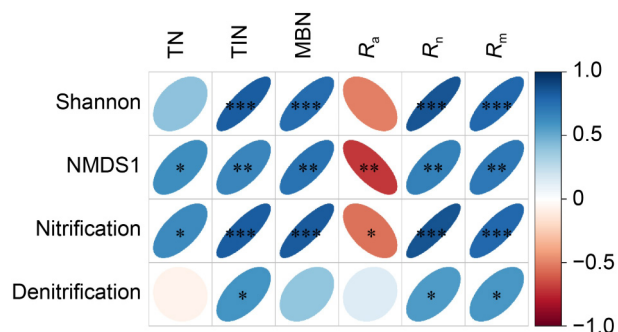 TN TIN MBN Rₐ Rₙ Rₘ
Shannon *** *** *** ***
NMDS1 * ** ** ** ** **
Nitrification * *** *** * *** ***
Denitrification * * *
1.0
0.5
0
−0.5
−1.0